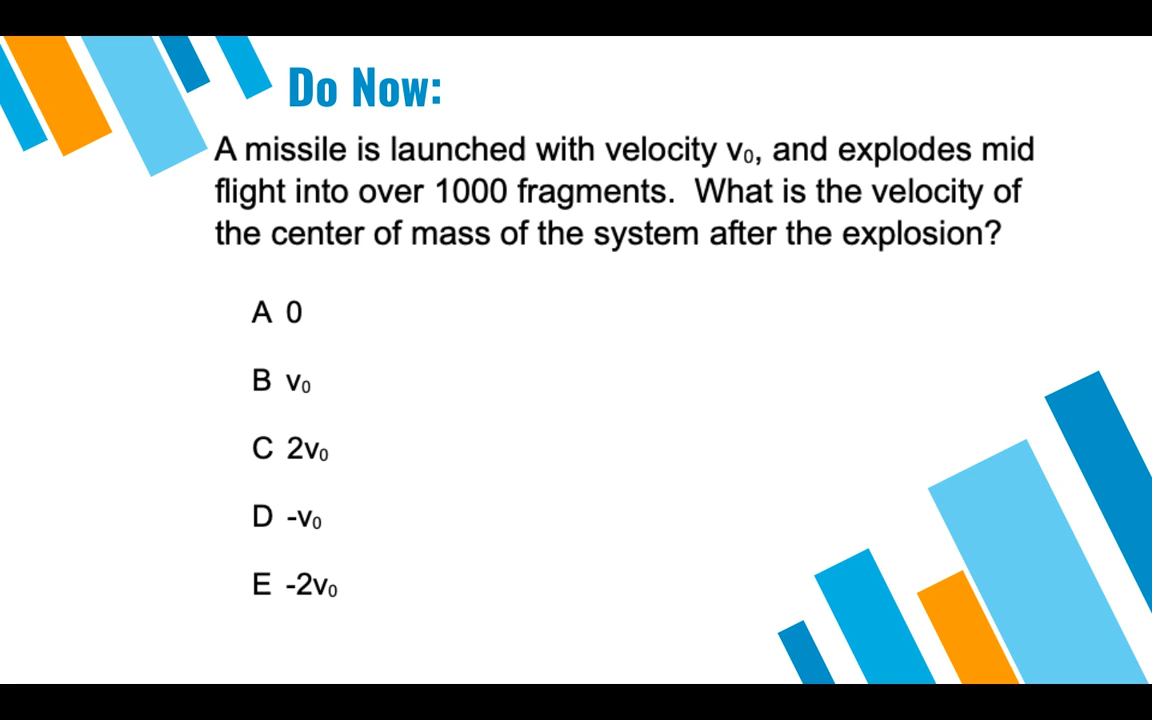 Do Now:
A missile is launched with velocity v₀, and explodes mid
flight into over 1000 fragments.  What is the velocity of
the center of mass of the system after the explosion?
A 0
B v₀
C 2v₀
D -v₀
E -2v₀